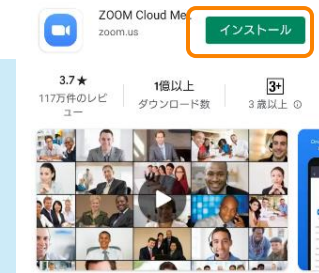 ZOOM Cloud Me
zoom.us
インストール
3.7★
117万件のレビ
ュー
1億以上
ダウンロード数
3+
3 歳以上